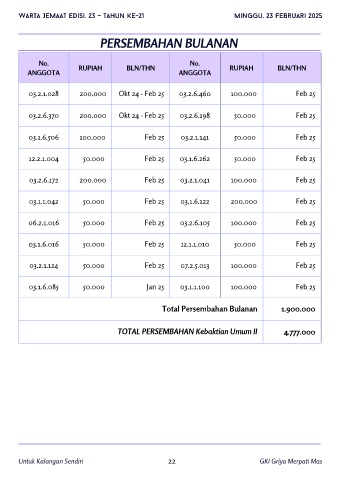 WARTA JEMAAT EDISI. 23 – TAHUN KE-21 MINGGU, 23 FEBRUARI 2025
PERSEMBAHAN BULANAN
No. ANGGOTA RUPIAH BLN/THN No. ANGGOTA RUPIAH BLN/THN
03.2.1.028 200.000 Okt 24 - Feb 25 03.2.6.460 100.000 Feb 25
03.2.6.370 200.000 Okt 24 - Feb 25 03.2.6.198 50.000 Feb 25
03.1.6.506 100.000 Feb 25 03.2.1.141 50.000 Feb 25
12.2.1.004 50.000 Feb 25 03.1.6.262 50.000 Feb 25
03.2.6.172 200.000 Feb 25 03.2.1.041 100.000 Feb 25
03.1.1.042 50.000 Feb 25 03.1.6.122 200.000 Feb 25
06.2.1.016 50.000 Feb 25 03.2.6.105 100.000 Feb 25
03.1.6.016 50.000 Feb 25 12.1.1.010 50.000 Feb 25
03.2.1.124 50.000 Feb 25 07.2.5.013 100.000 Feb 25
03.1.6.085 50.000 Jan 25 03.1.1.100 100.000 Feb 25
Total Persembahan Bulanan 1.900.000
TOTAL PERSEMBAHAN Kebaktian Umum II 4.777.000
Untuk Kalangan Sendiri 22 GKI Griya Merpati Mas